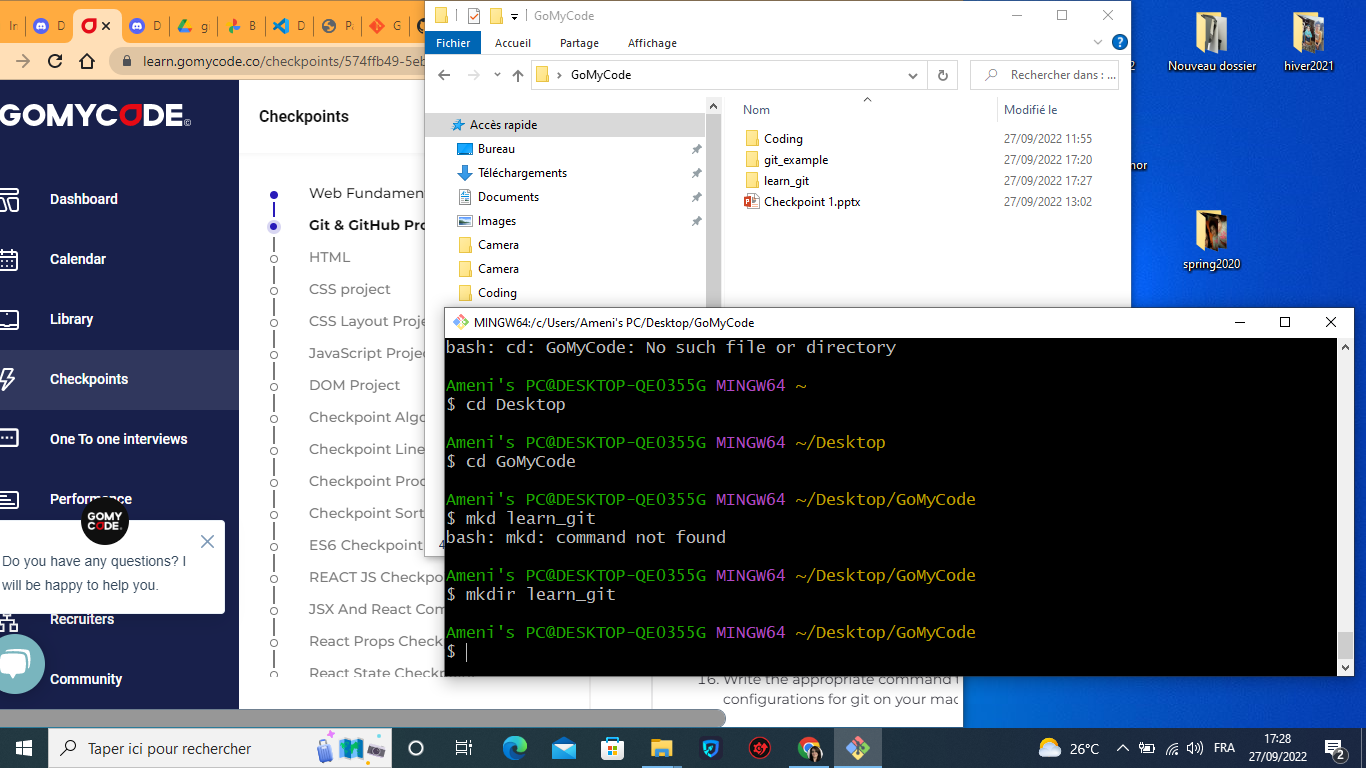 Ir
D
D
g
B
D
P
G
learn.gomycode.co/checkpoints/574ffb49-5eb
GOMYCODE©
Dashboard
Calendar
Library
Checkpoints
One To one interviews
Performance
GOMY
CODE
Do you have any questions? I
will be happy to help you.
Recruiters
Community
Checkpoints
Web Fundamen
Git & GitHub Pro
HTML
CSS project
CSS Layout Proje
JavaScript Projec
DOM Project
Checkpoint Algo
Checkpoint Line
Checkpoint Proc
Checkpoint Sort
ES6 Checkpoint
REACT JS Checkpo
JSX And React Com
React Props Check
React State Checkp
GoMyCode
Fichier Accueil Partage Affichage
GoMyCode
Rechercher dans : ...
Accès rapide
Bureau
Téléchargements
Documents
Images
Camera
Camera
Coding
4
Nom Modifié le
Coding 27/09/2022 11:55
git_example 27/09/2022 17:20
learn_git 27/09/2022 17:27
Checkpoint 1.pptx 27/09/2022 13:02
2
Nouveau dossier
hiver2021
nor
spring2020
MINGW64:/c/Users/Ameni's PC/Desktop/GoMyCode
bash: cd: GoMyCode: No such file or directory
Ameni's PC@DESKTOP-QE0355G MINGW64 ~
$ cd Desktop
Ameni's PC@DESKTOP-QE0355G MINGW64 ~/Desktop
$ cd GoMyCode
Ameni's PC@DESKTOP-QE0355G MINGW64 ~/Desktop/GoMyCode
$ mkd learn_git
bash: mkd: command not found
Ameni's PC@DESKTOP-QE0355G MINGW64 ~/Desktop/GoMyCode
$ mkdir learn_git
Ameni's PC@DESKTOP-QE0355G MINGW64 ~/Desktop/GoMyCode
$
16. Write the appropriate command f
configurations for git on your mac
Taper ici pour rechercher
26°C
FRA
17:28
27/09/2022
2